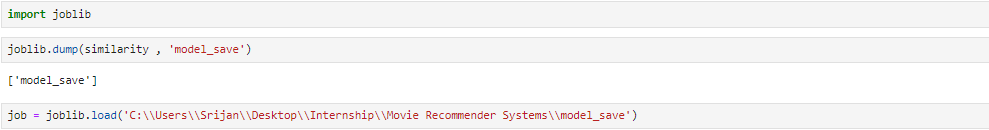 import joblib
joblib.dump(similarity , 'model_save')
['model_save']
job = joblib.load('C:\\Users\\Srijan\\Desktop\\Internship\\Movie Recommender Systems\\model_save')